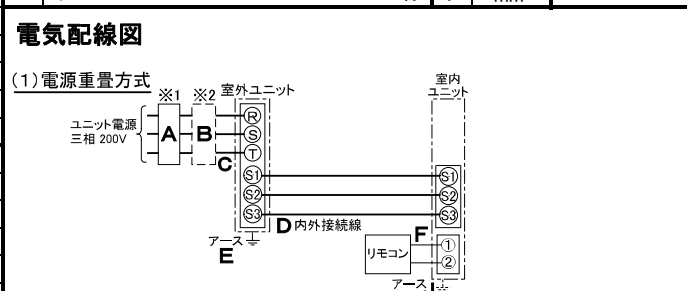 電気配線図
(1)電源重畳方式
※1 ※2 室外ユニット
室内
ユニット
ユニット電源
三相 200V
A B
C
R
S
T
S1
S2
S3
S1
S2
S3
D 内外接続線
アース
E
F
リモコン
①
②
アース